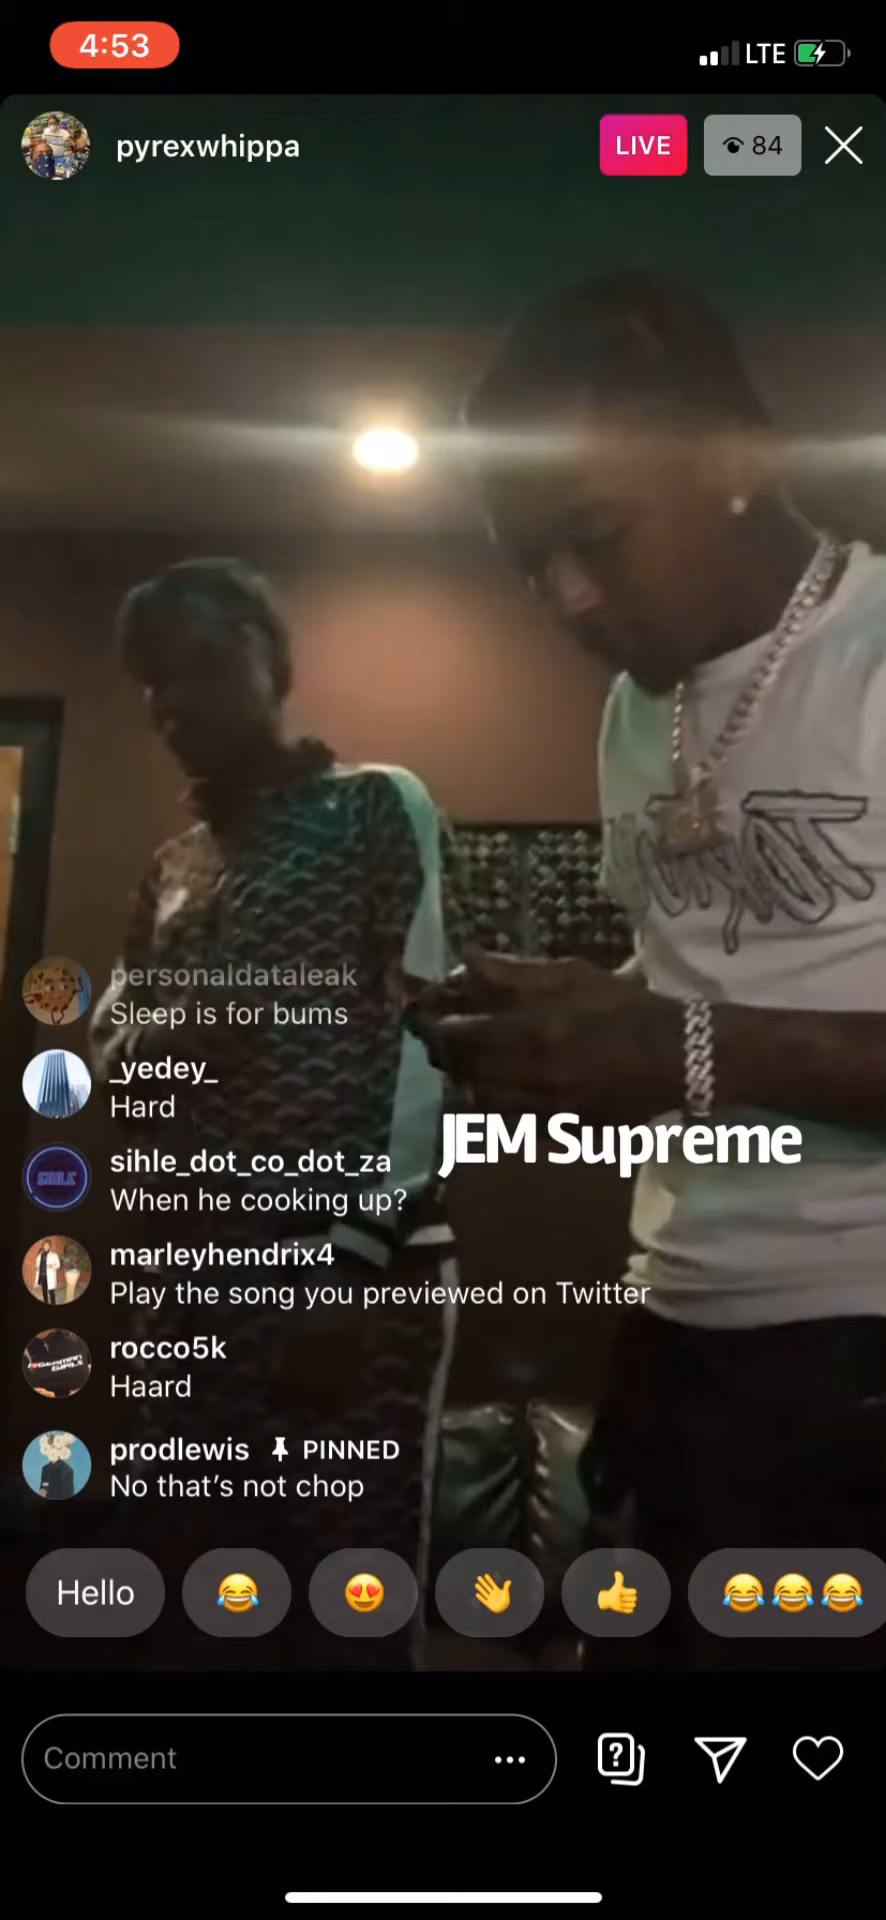 4:53
LTE
pyrexwhippa
LIVE
84
personaldataleak
Sleep is for bums
_yedey_
Hard
JEM Supreme
sihle_dot_co_dot_za
When he cooking up?
marleyhendrix4
Play the song you previewed on Twitter
rocco5k
Haard
prodlewis PINNED
No that's not chop
Hello
Comment